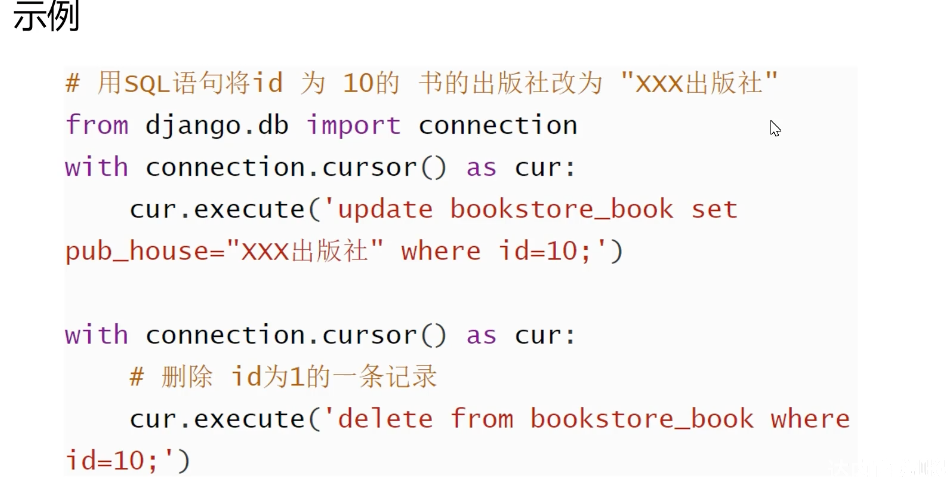 示例
# 用SQL语句将id 为 10的 书的出版社改为 "XXX出版社"
from django.db import connection
with connection.cursor() as cur:
    cur.execute('update bookstore_book set
pub_house="XXX出版社" where id=10;')
with connection.cursor() as cur:
    # 删除 id为1的一条记录
    cur.execute('delete from bookstore_book where
id=10;')